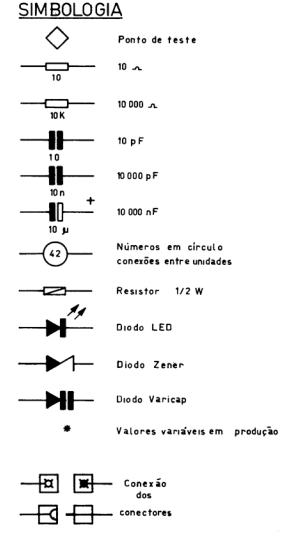 SIMBOLOGIA
Ponto de teste
10
10 Ω
10K
10 000 Ω
10
10 pF
10n
10 000 pF
+
10 µ
10 000 nF
42
Números em círculo
conexões entre unidades
Resistor 1/2 W
Diodo LED
Diodo Zener
Diodo Varicap
* Valores variáveis em produção
Conexão
dos
conectores